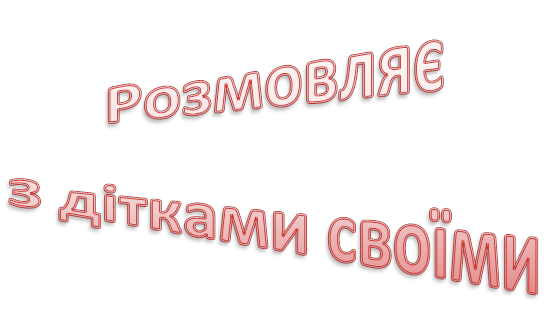 Розмовляє
з дітками своїми